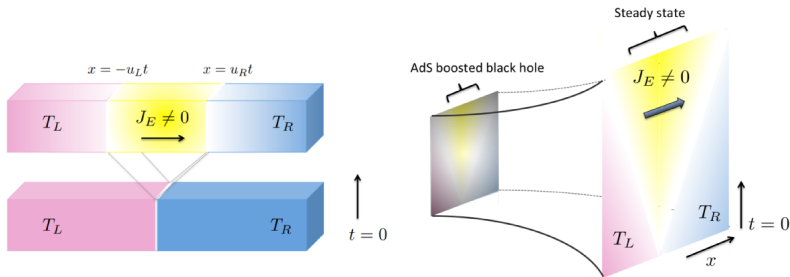 x = −u_L t
x = u_R t
T_L
J_E ≠ 0
T_R
T_L
T_R
t = 0
Steady state
AdS boosted black hole
J_E ≠ 0
T_L
T_R
t = 0
x